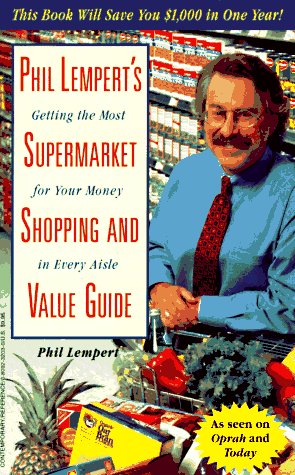 This Book Will Save You $1,000 in One Year!
PHIL LEMPERT'S
Getting the Most
SUPERMARKET
for Your Money
SHOPPING AND
in Every Aisle
VALUE GUIDE
Phil Lempert
As seen on
Oprah and
Today